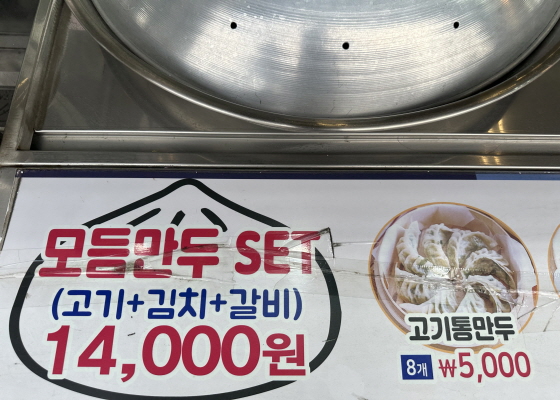 모듬만두 SET
(고기+김치+갈비)
14,000원
고기통만두
8개 ₩5,000